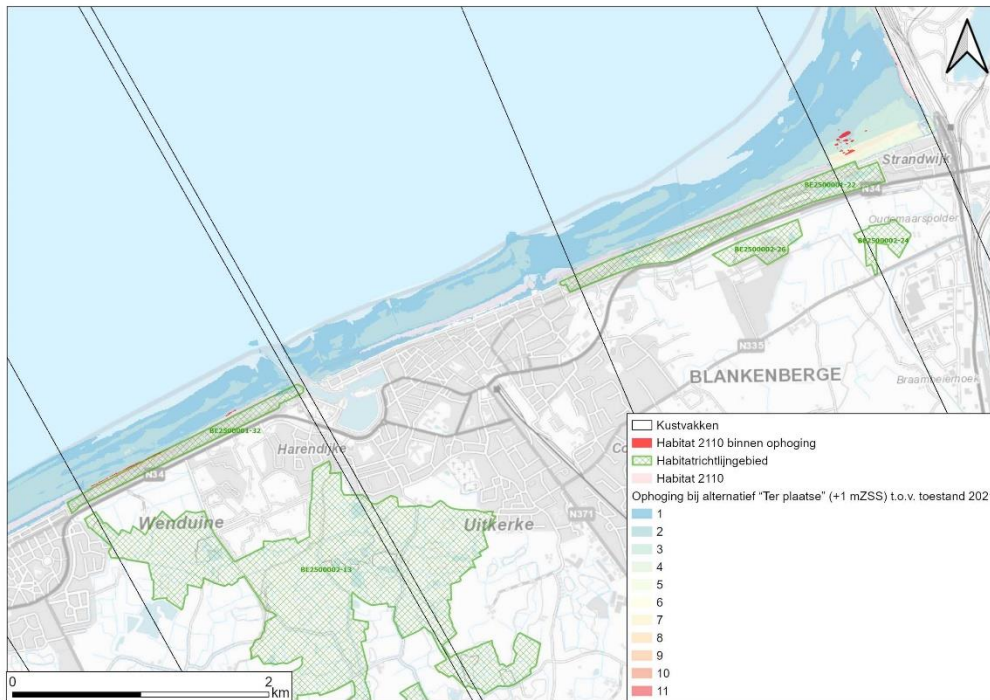 Strandwijk
BE2500001-22
N34
Oudemaarspolder
BE2500002-26
BE2500002-24
N335
BLANKENBERGE
Braambeiehoek
BE2500001-32
Harendijke
N34
Wenduine
Uitkerke
N371
Co
BE2500002-13
Kustvakken
Habitat 2110 binnen ophoging
Habitatrichtlijngebied
Habitat 2110
Ophoging bij alternatief "Ter plaatse" (+1 mZSS) t.o.v. toestand 202
1
2
3
4
5
6
7
8
9
10
11
0 2
km